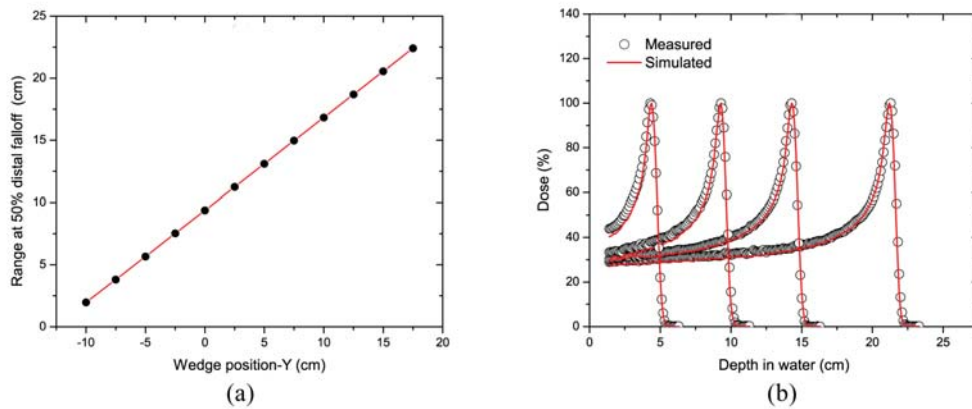 25
20
15
10
5
0
Range at 50% distal falloff (cm)
-10 -5 0 5 10 15 20
Wedge position-Y (cm)
(a)
140
120
100
80
60
40
20
0
Dose (%)
Measured
Simulated
0 5 10 15 20 25
Depth in water (cm)
(b)